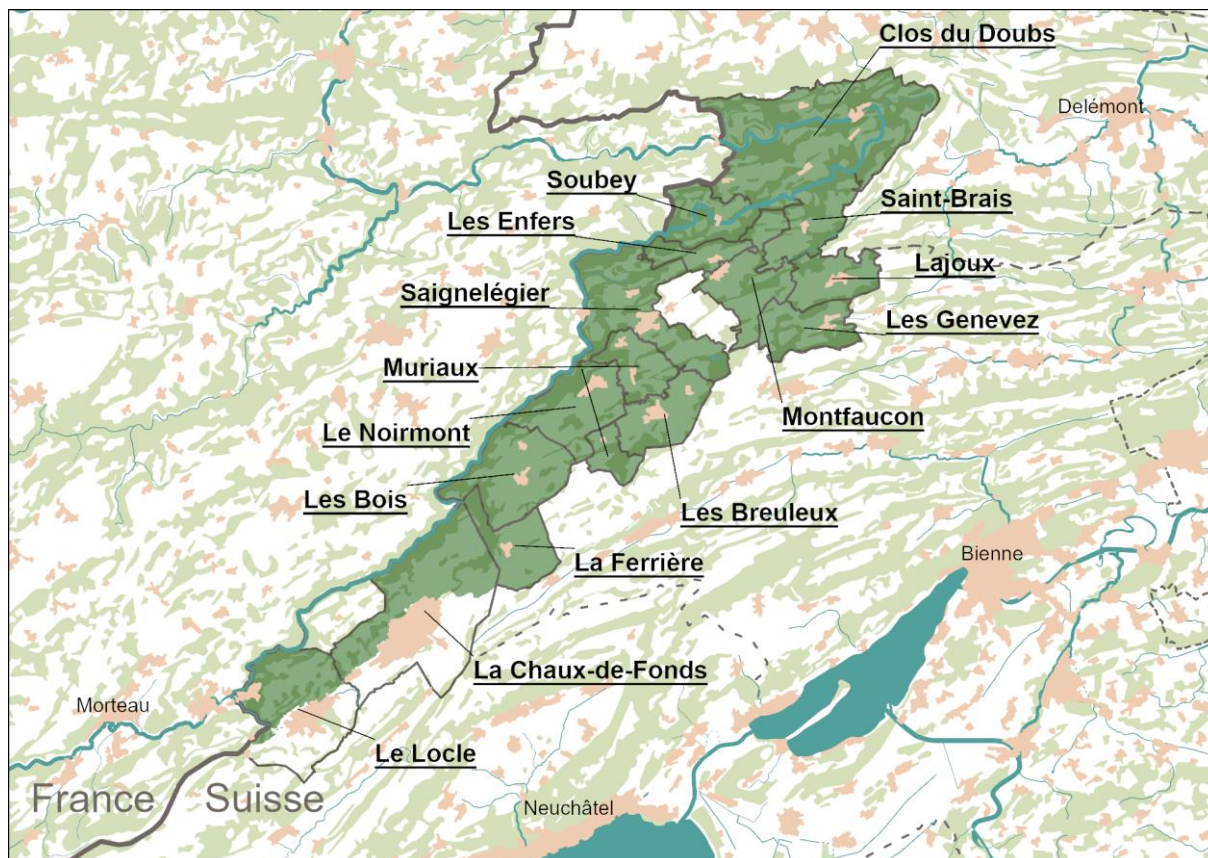 Clos du Doubs
Delémont
Soubey
Saint-Brais
Les Enfers
Lajoux
Saignelégier
Les Genevez
Muriaux
Montfaucon
Le Noirmont
Les Bois
Les Breuleux
Bienne
La Ferrière
La Chaux-de-Fonds
Morteau
Le Locle
France
Suisse
Neuchâtel